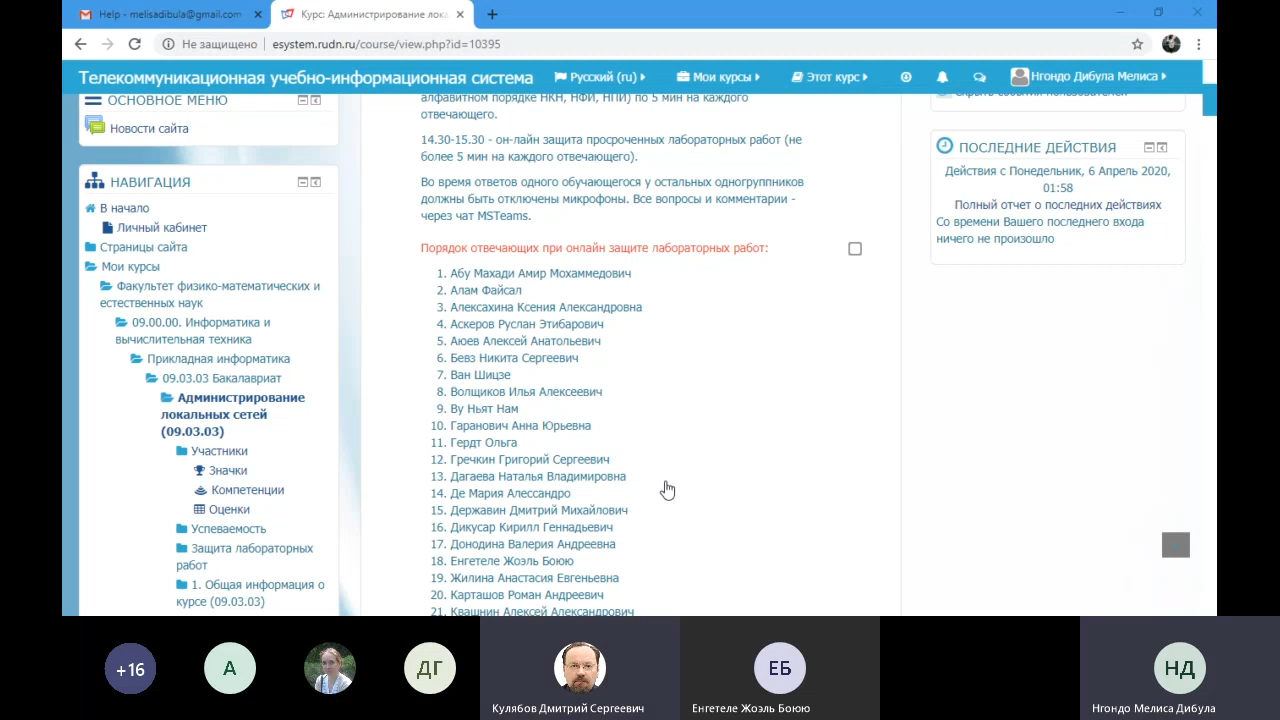 Help - melisadibula@gmail.com
Курс: Администрирование лока
Не защищено
esystem.rudn.ru/course/view.php?id=10395
Телекоммуникационная учебно-информационная система
Русский (ru)
Мои курсы
Этот курс
Нгондо Дибула Мелиса
ОСНОВНОЕ МЕНЮ
Новости сайта
НАВИГАЦИЯ
В начало
Личный кабинет
Страницы сайта
Мои курсы
Факультет физико-математических и
естественных наук
09.00.00. Информатика и
вычислительная техника
Прикладная информатика
09.03.03 Бакалавриат
Администрирование
локальных сетей
(09.03.03)
Участники
Значки
Компетенции
Оценки
Успеваемость
Защита лабораторных
работ
1. Общая информация о
курсе (09.03.03)
алфавитном порядке НКН, НФИ, НПИ) по 5 мин на каждого
отвечающего.
14.30-15.30 - он-лайн защита просроченных лабораторных работ (не
более 5 мин на каждого отвечающего).
Во время ответов одного обучающегося у остальных одногруппников
должны быть отключены микрофоны. Все вопросы и комментарии -
через чат MSTeams.
Порядок отвечающих при онлайн защите лабораторных работ:
1. Абу Махади Амир Мохаммедович
2. Алам Файсал
3. Алексахина Ксения Александровна
4. Аскеров Руслан Этибарович
5. Аюев Алексей Анатольевич
6. Бевз Никита Сергеевич
7. Ван Шицзе
8. Волщиков Илья Алексеевич
9. Ву Ньят Нам
10. Гаранович Анна Юрьевна
11. Гердт Ольга
12. Гречкин Григорий Сергеевич
13. Дагаева Наталья Владимировна
14. Де Мария Алессандро
15. Державин Дмитрий Михайлович
16. Дикусар Кирилл Геннадьевич
17. Донодина Валерия Андреевна
18. Енгетеле Жоэль Боюю
19. Жилина Анастасия Евгеньевна
20. Карташов Роман Андреевич
21. Квашнин Алексей Александрович
Скрыть события пользователей
ПОСЛЕДНИЕ ДЕЙСТВИЯ
Действия с Понедельник, 6 Апрель 2020,
01:58
Полный отчет о последних действиях
Со времени Вашего последнего входа
ничего не произошло
+16
А
ДГ
ЕБ
НД
Кулябов Дмитрий Сергеевич
Енгетеле Жоэль Боюю
Нгондо Мелиса Дибула